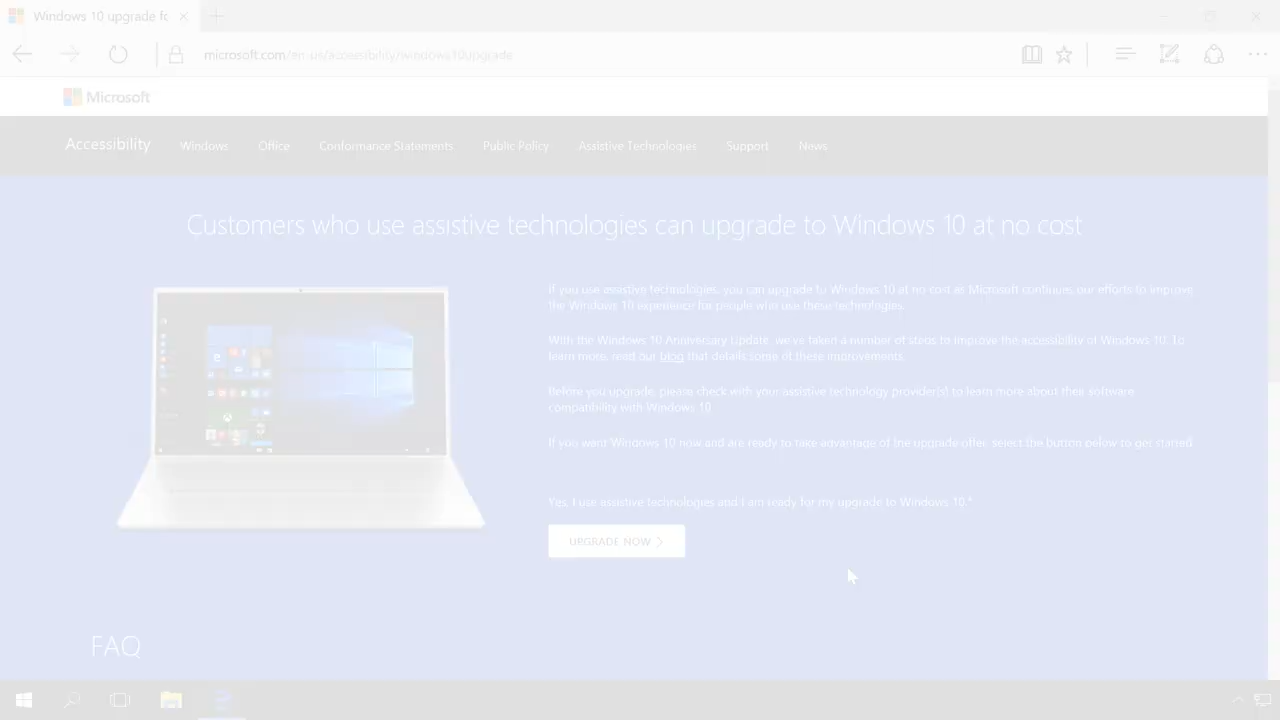 Windows 10 upgrade fo
microsoft.com/en-us/accessibility/windows10upgrade
Microsoft
Accessibility Windows Office Conformance Statements Public Policy Assistive Technologies Support News
Customers who use assistive technologies can upgrade to Windows 10 at no cost
If you use assistive technologies, you can upgrade to Windows 10 at no cost as Microsoft continues our efforts to improve
the Windows 10 experience for people who use these technologies.
With the Windows 10 Anniversary Update, we've taken a number of steps to improve the accessibility of Windows 10. To
learn more, read our blog that details some of these improvements.
Before you upgrade, please check with your assistive technology provider(s) to learn more about their software
compatibility with Windows 10.
If you want Windows 10 now and are ready to take advantage of the upgrade offer, select the button below to get started.
Yes, I use assistive technologies and I am ready for my upgrade to Windows 10.*
UPGRADE NOW
FAQ